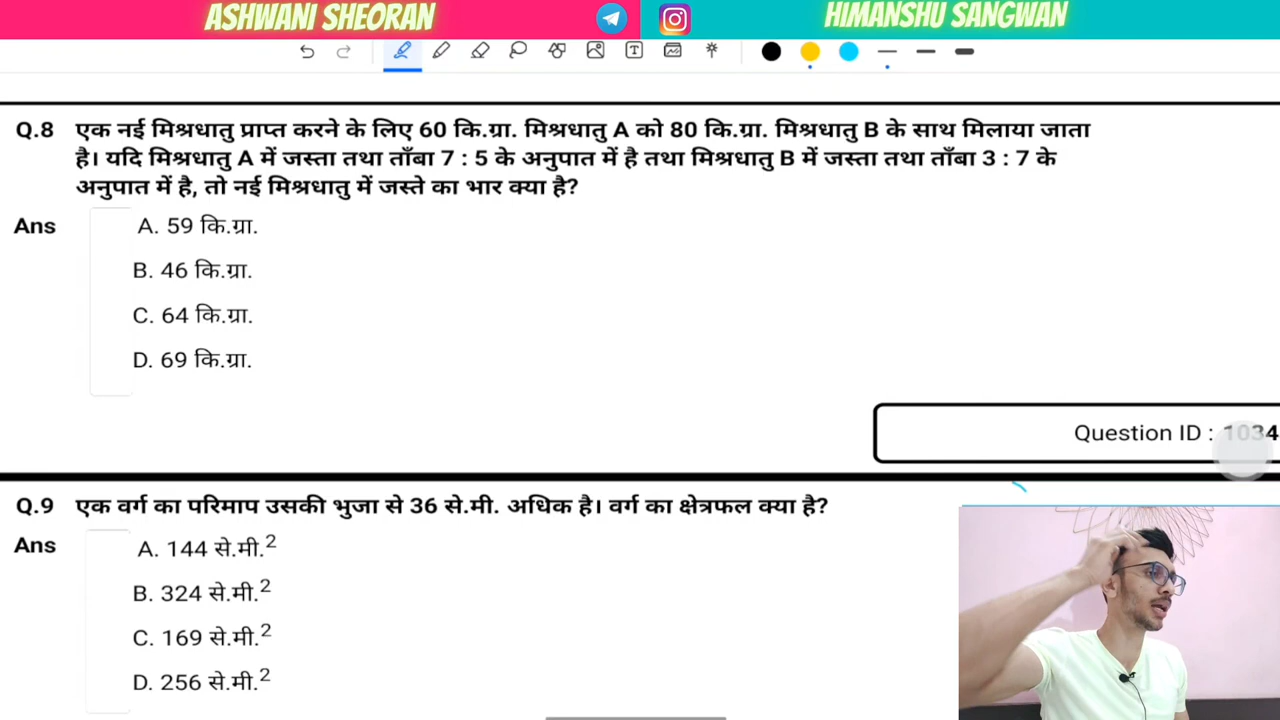 ASHWANI SHEORAN
HIMANSHU SANGWAN
Q.8 एक नई मिश्रधातु प्राप्त करने के लिए 60 कि.ग्रा. मिश्रधातु A को 80 कि.ग्रा. मिश्रधातु B के साथ मिलाया जाता
है। यदि मिश्रधातु A में जस्ता तथा ताँबा 7 : 5 के अनुपात में है तथा मिश्रधातु B में जस्ता तथा ताँबा 3 : 7 के
अनुपात में है, तो नई मिश्रधातु में जस्ते का भार क्या है?
Ans A. 59 कि.ग्रा.
B. 46 कि.ग्रा.
C. 64 कि.ग्रा.
D. 69 कि.ग्रा.
Question ID : 1034
Q.9 एक वर्ग का परिमाप उसकी भुजा से 36 से.मी. अधिक है। वर्ग का क्षेत्रफल क्या है?
Ans A. 144 से.मी.²
B. 324 से.मी.²
C. 169 से.मी.²
D. 256 से.मी.²